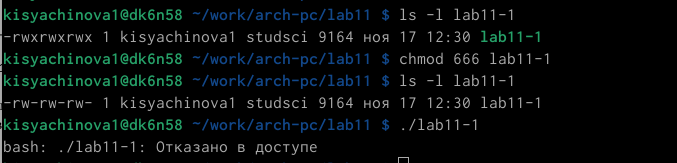 kisyachinova1@dk6n58 ~/work/arch-pc/lab11 $ ls -l lab11-1
-rwxrwxrwx 1 kisyachinova1 studsci 9164 ноя 17 12:30 lab11-1
kisyachinova1@dk6n58 ~/work/arch-pc/lab11 $ chmod 666 lab11-1
kisyachinova1@dk6n58 ~/work/arch-pc/lab11 $ ls -l lab11-1
-rw-rw-rw- 1 kisyachinova1 studsci 9164 ноя 17 12:30 lab11-1
kisyachinova1@dk6n58 ~/work/arch-pc/lab11 $ ./lab11-1
bash: ./lab11-1: Отказано в доступе